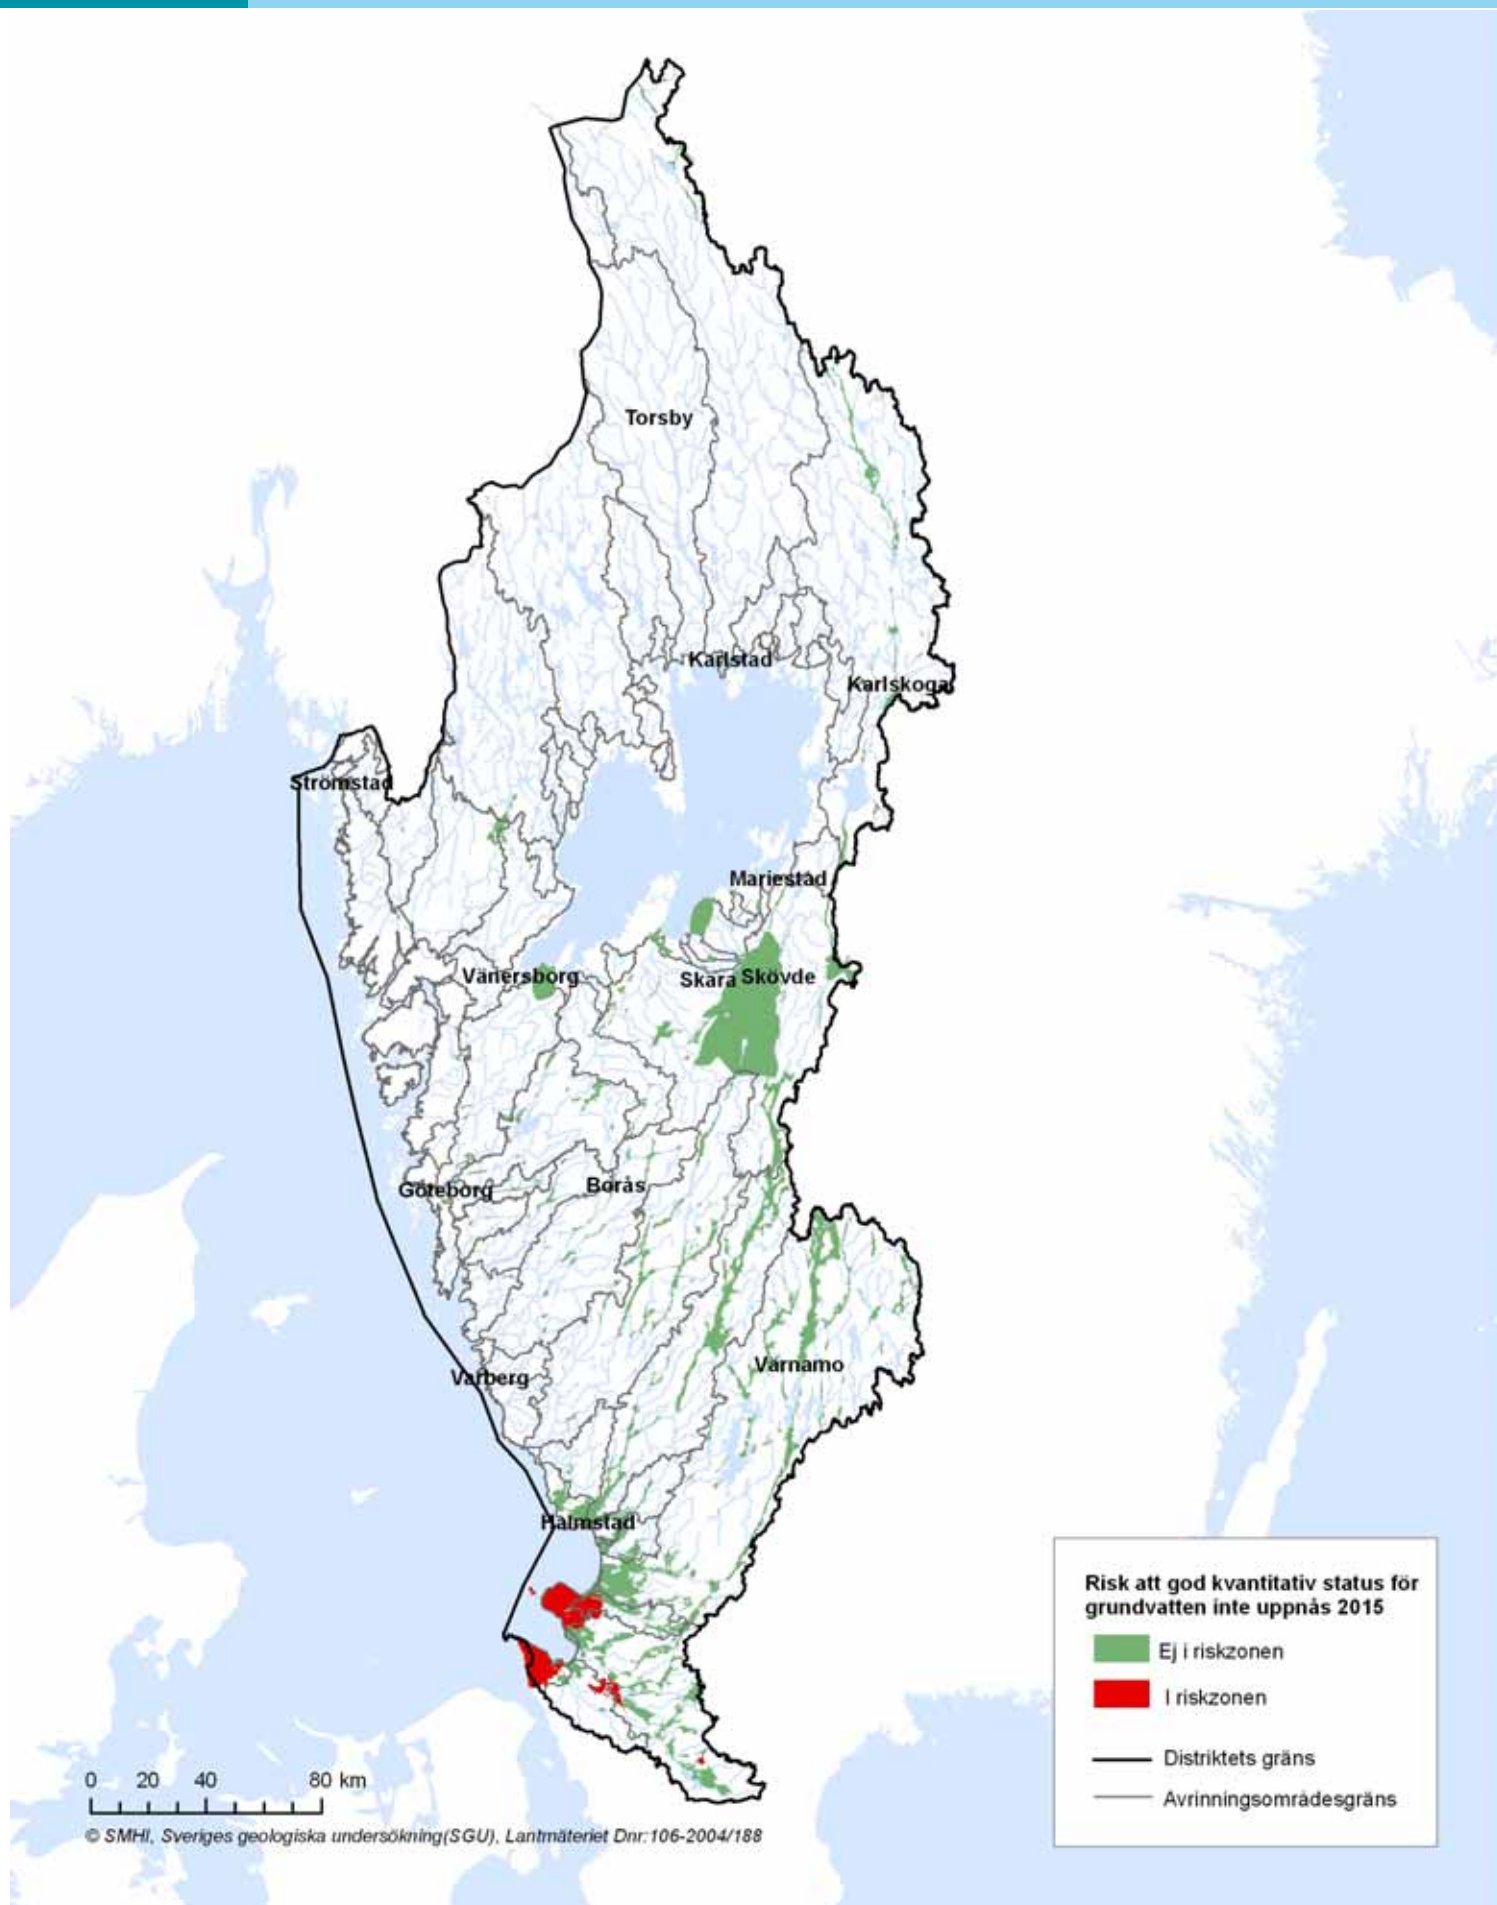 Torsby
Karlstad
Karlskoga
Strömstad
Mariestad
Vänersborg
Skara
Skövde
Göteborg
Borås
Värnamo
Varberg
Halmstad
Risk att god kvantitativ status för
grundvatten inte uppnås 2015
Ej i riskzonen
I riskzonen
Distriktets gräns
Avrinningsområdesgräns
0 20 40 80 km
© SMHI, Sveriges geologiska undersökning(SGU), Lantmäteriet Dnr:106-2004/188